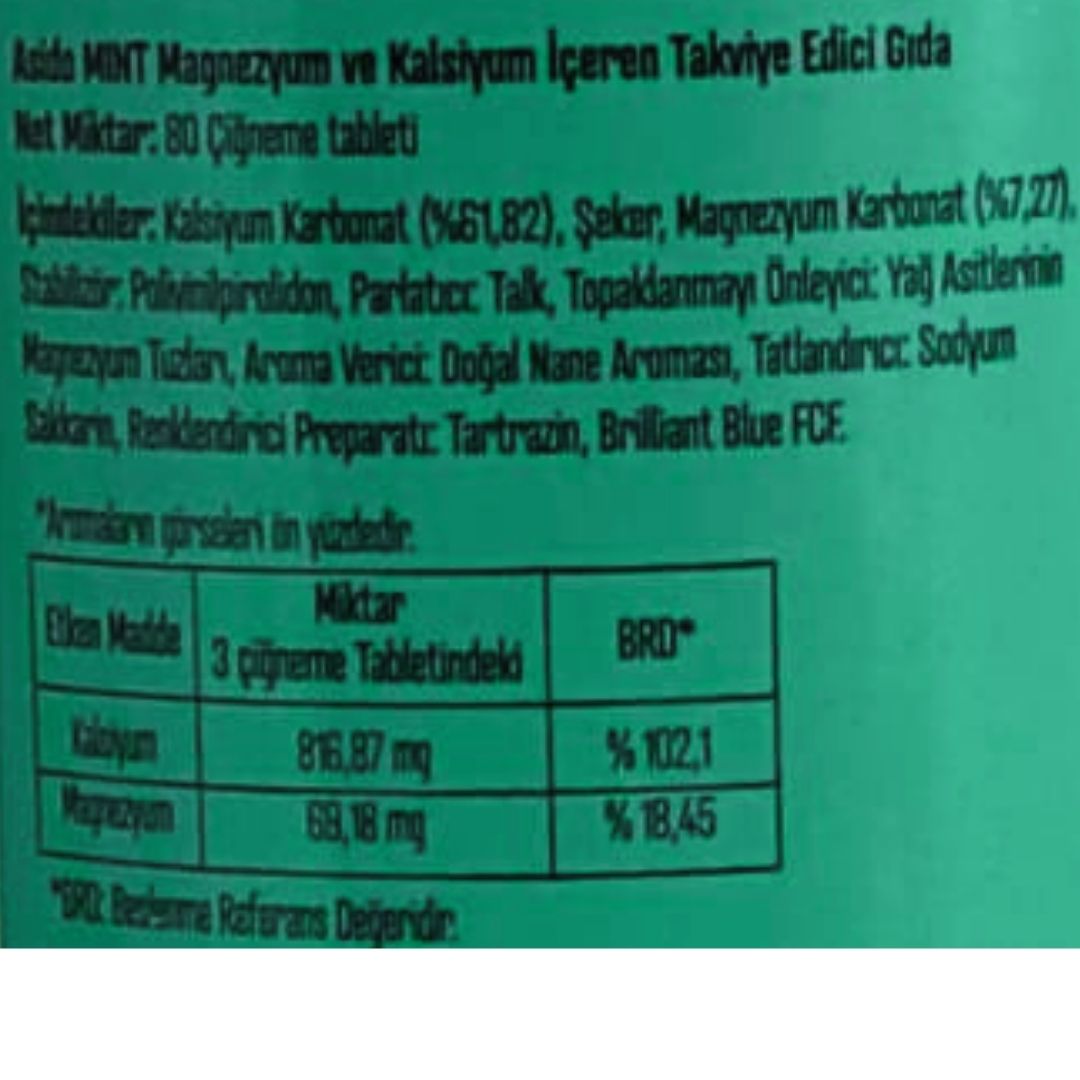 Asido MINT Magnezyum ve Kalsiyum İçeren Takviye Edici Gıda
Net Miktar: 80 Çiğneme tableti
İçindekiler: Kalsiyum Karbonat (%61,82), Şeker, Magnezyum Karbonat (%7,27),
Stabilizör: Polivinilpirolidon, Parlatıcı: Talk, Topaklanmayı Önleyici: Yağ Asitlerinin
Magnezyum Tuzları, Aroma Verici: Doğal Nane Aroması, Tatlandırıcı: Sodyum
Sakkarin, Renklendirici Preparatı: Tartrazin, Brilliant Blue FCF.
*Aromaların görselleri ön yüzdedir.
Etken Madde
Miktar
3 çiğneme Tabletindeki
BRD*
Kalsiyum
816,87 mg
% 102,1
Magnezyum
69,18 mg
% 18,45
*BRD: Beslenme Referans Değeridir.